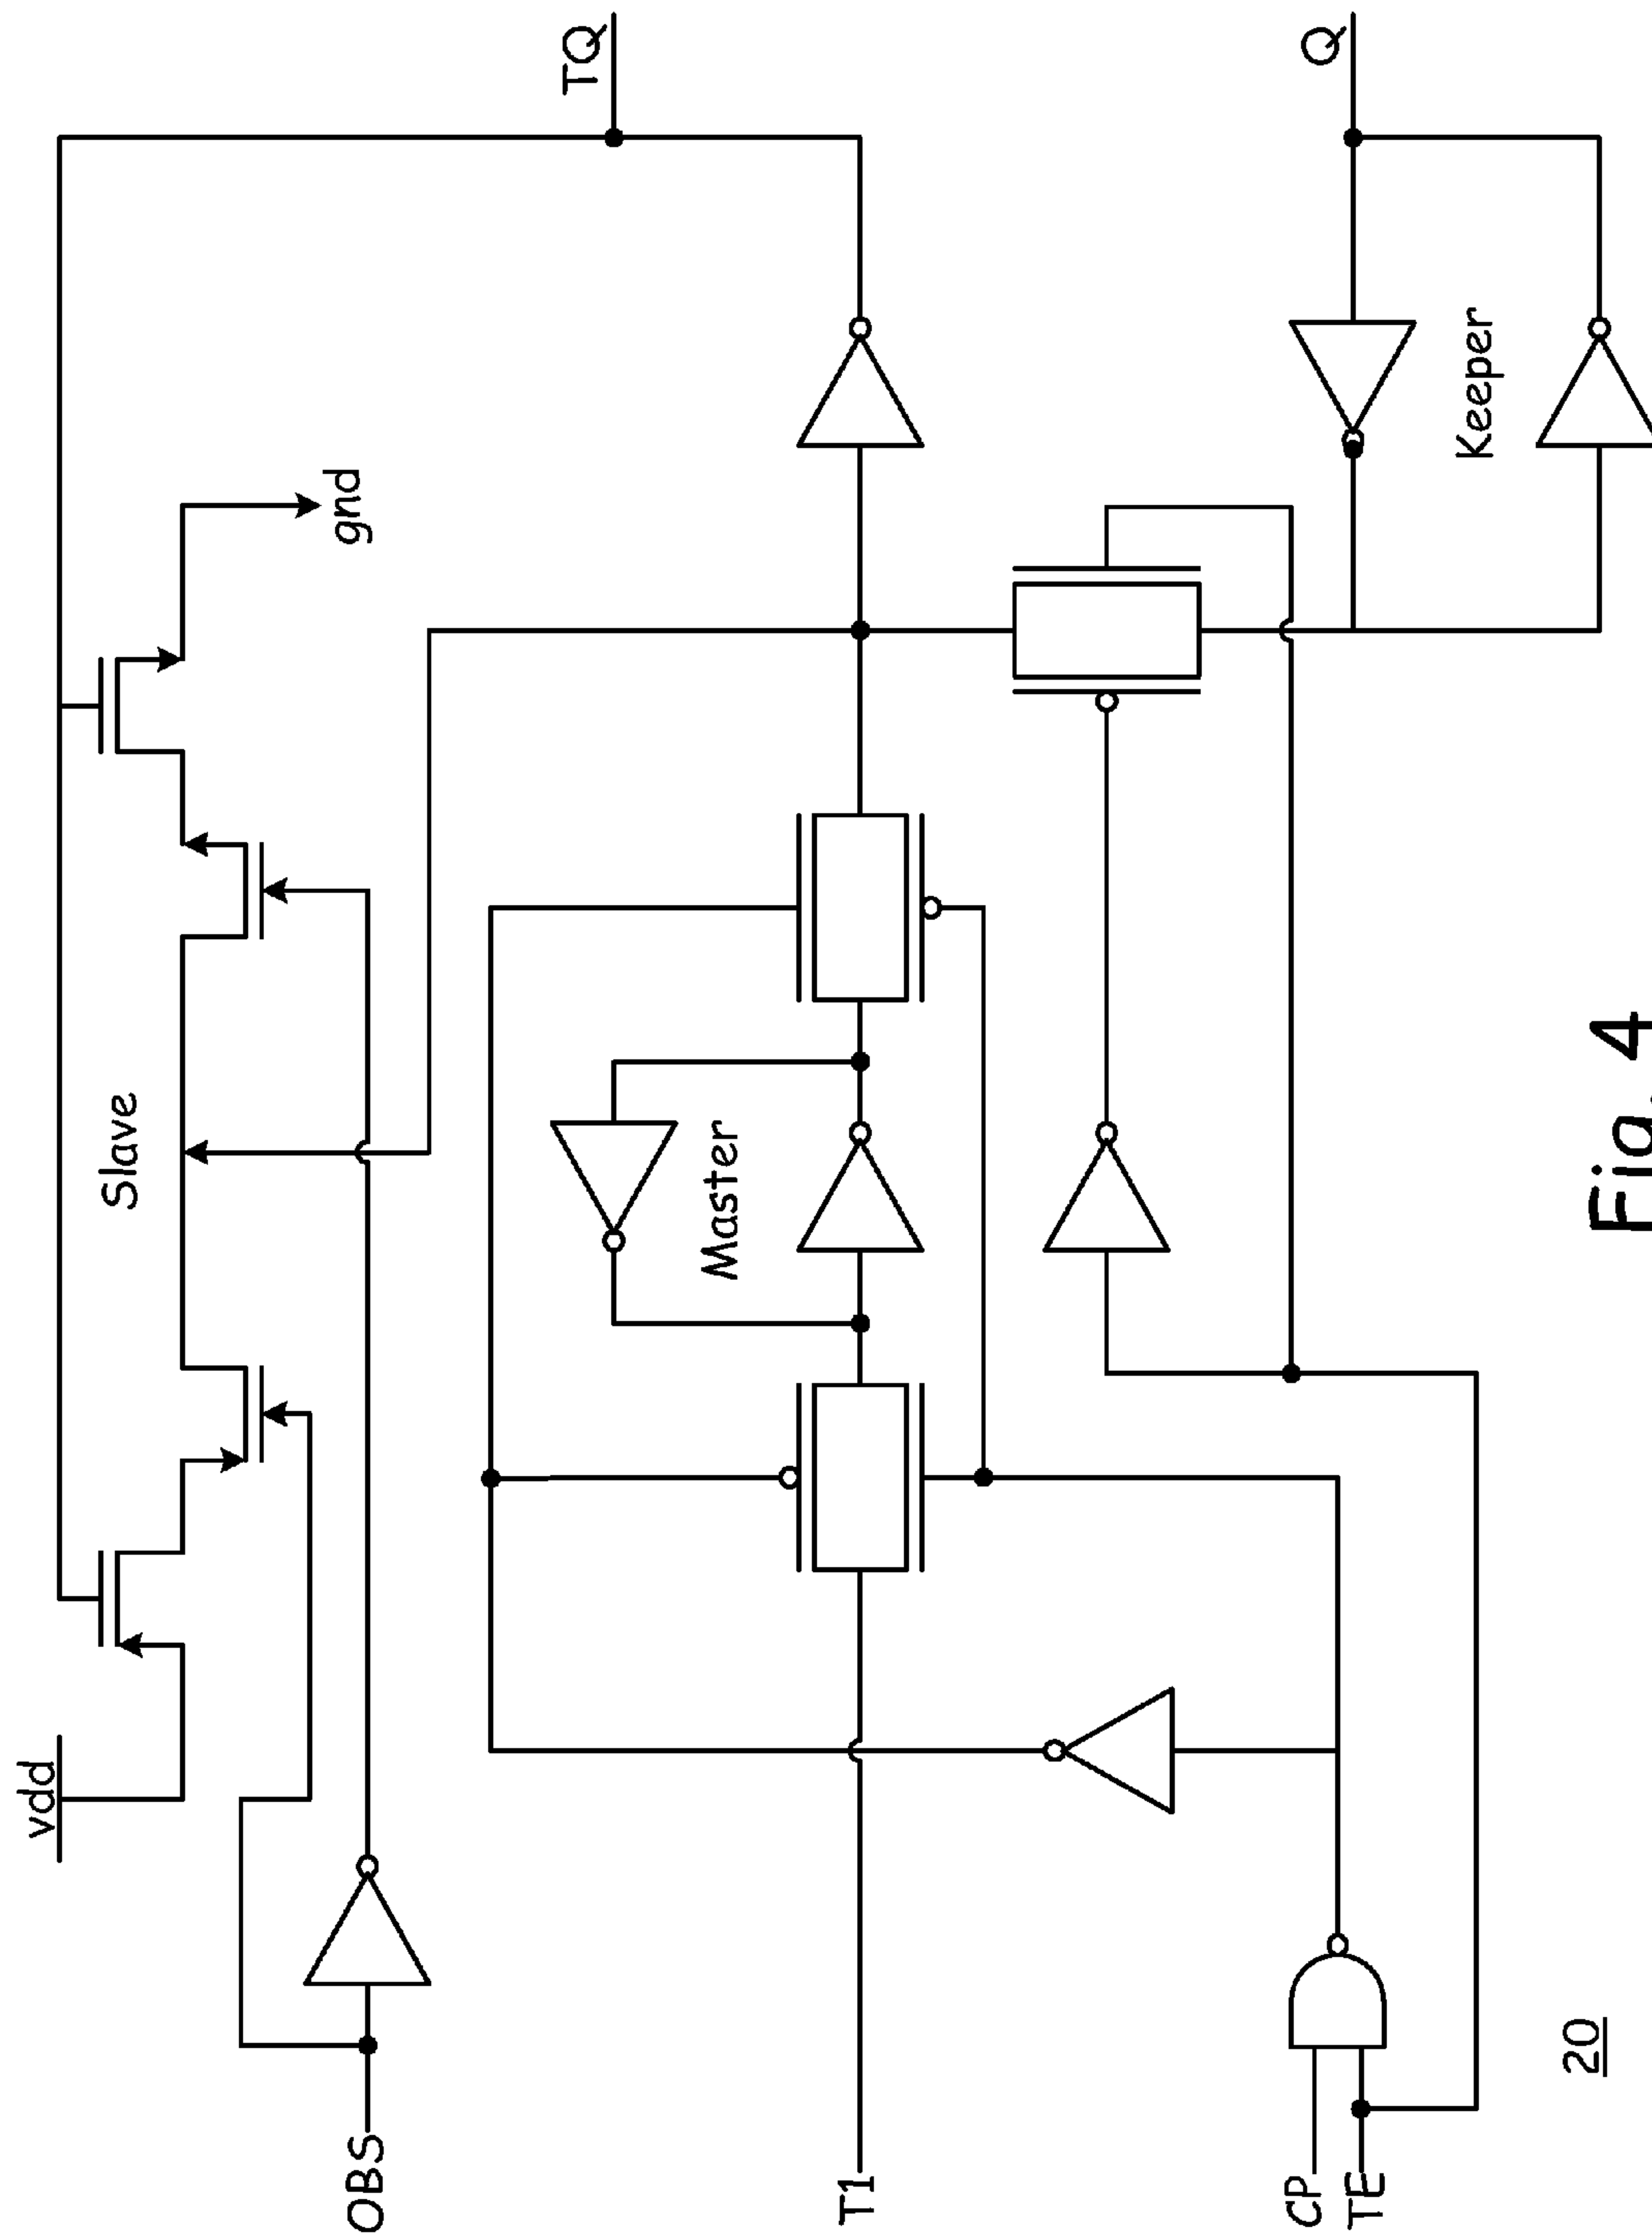 vdd
Slave
gnd
OBS
TQ
Master
T1
CP
Q
TE
Keeper
20
Fig. 4